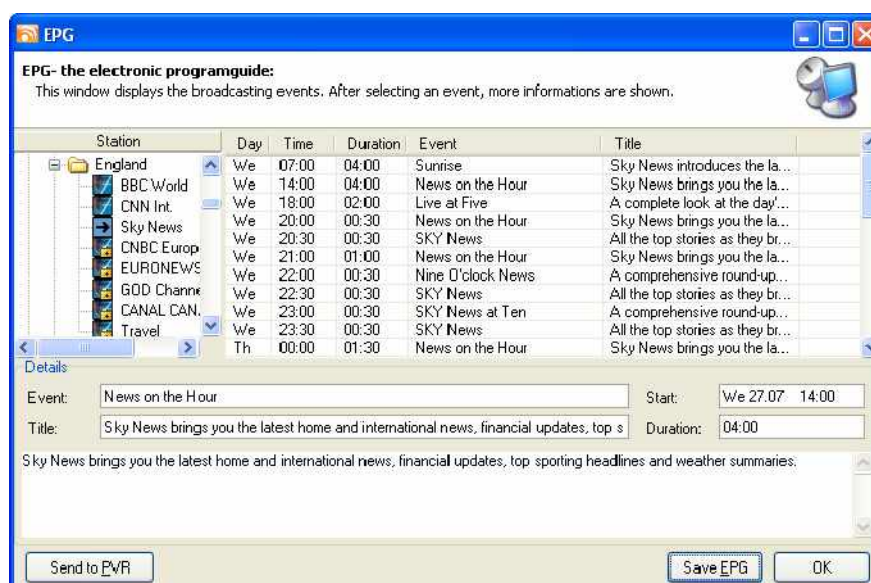 EPG
EPG- the electronic programguide:
This window displays the broadcasting events. After selecting an event, more informations are shown.
Station
England
BBC World
CNN Int.
Sky News
CNBC Europ
EURONEWS
GOD Channe
CANAL CAN.
Travel
Day Time Duration Event Title
We 07:00 04:00 Sunrise Sky News introduces the la...
We 14:00 04:00 News on the Hour Sky News brings you the la...
We 18:00 02:00 Live at Five A complete look at the day'...
We 20:00 00:30 News on the Hour Sky News brings you the la...
We 20:30 00:30 SKY News All the top stories as they br...
We 21:00 01:00 News on the Hour Sky News brings you the la...
We 22:00 00:30 Nine O'clock News A comprehensive round-up...
We 22:30 00:30 SKY News All the top stories as they br...
We 23:00 00:30 SKY News at Ten A comprehensive round-up...
We 23:30 00:30 SKY News All the top stories as they br...
Th 00:00 01:30 News on the Hour Sky News brings you the la...
Details
Event: News on the Hour Start: We 27.07 14:00
Title: Sky News brings you the latest home and international news, financial updates, top s Duration: 04:00
Sky News brings you the latest home and international news, financial updates, top sporting headlines and weather summaries.
Send to PVR Save EPG OK